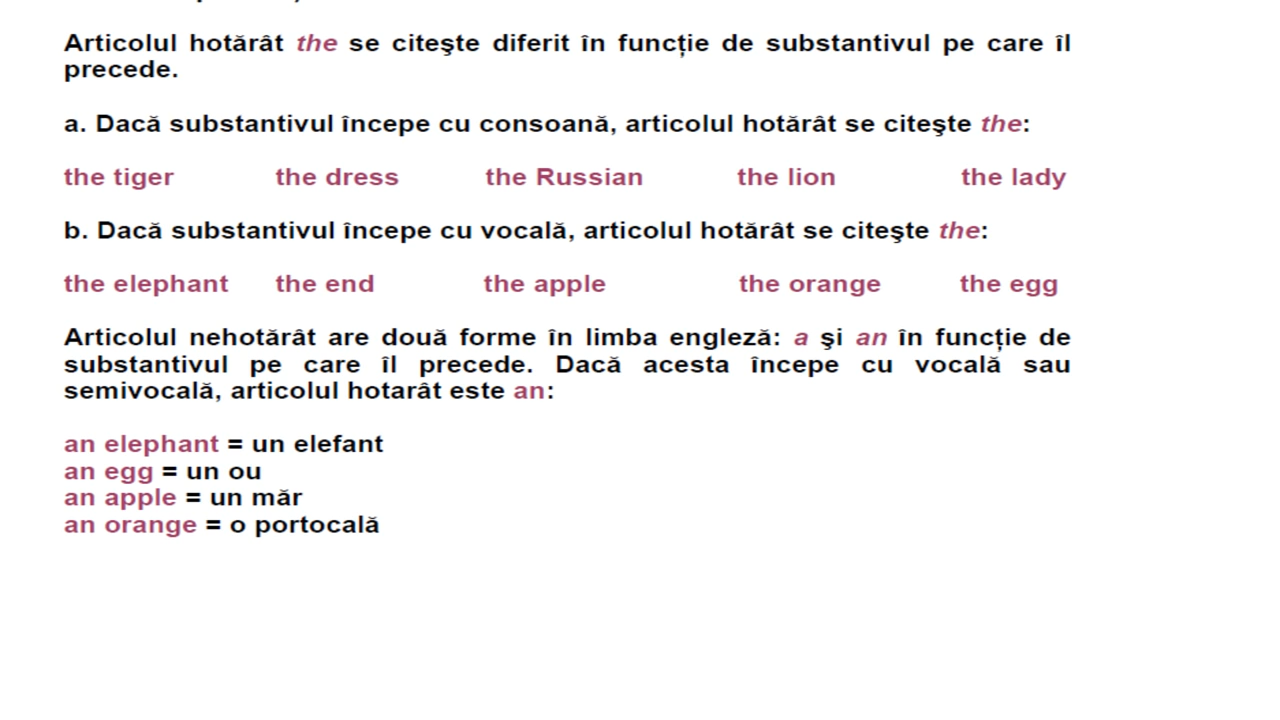 Articolul hotărât the se citeşte diferit în funcţie de substantivul pe care îl
precede.
a. Dacă substantivul începe cu consoană, articolul hotărât se citeşte the:
the tiger the dress the Russian the lion the lady
b. Dacă substantivul începe cu vocală, articolul hotărât se citeşte the:
the elephant the end the apple the orange the egg
Articolul nehotărât are două forme în limba engleză: a şi an în funcţie de
substantivul pe care îl precede. Dacă acesta începe cu vocală sau
semivocală, articolul hotarât este an:
an elephant = un elefant
an egg = un ou
an apple = un măr
an orange = o portocală